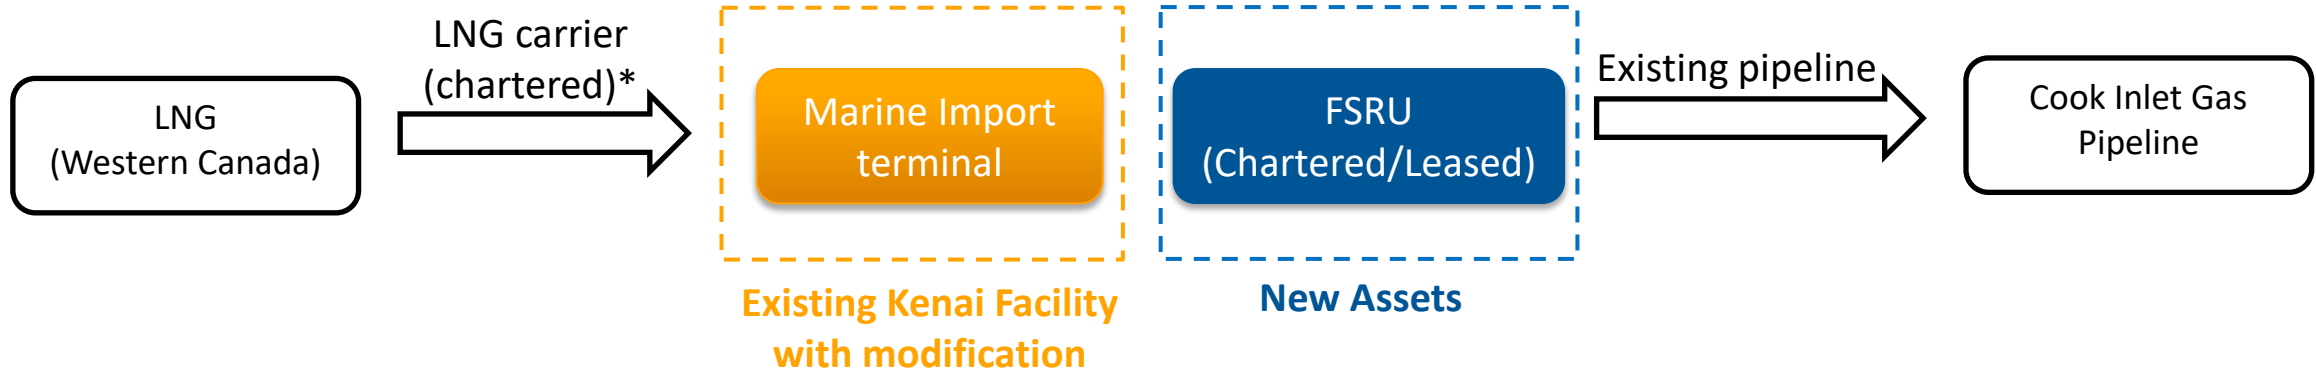 LNG
(Western Canada)
LNG carrier
(chartered)*
Marine Import
terminal
Existing Kenai Facility
with modification
FSRU
(Chartered/Leased)
New Assets
Existing pipeline
Cook Inlet Gas
Pipeline